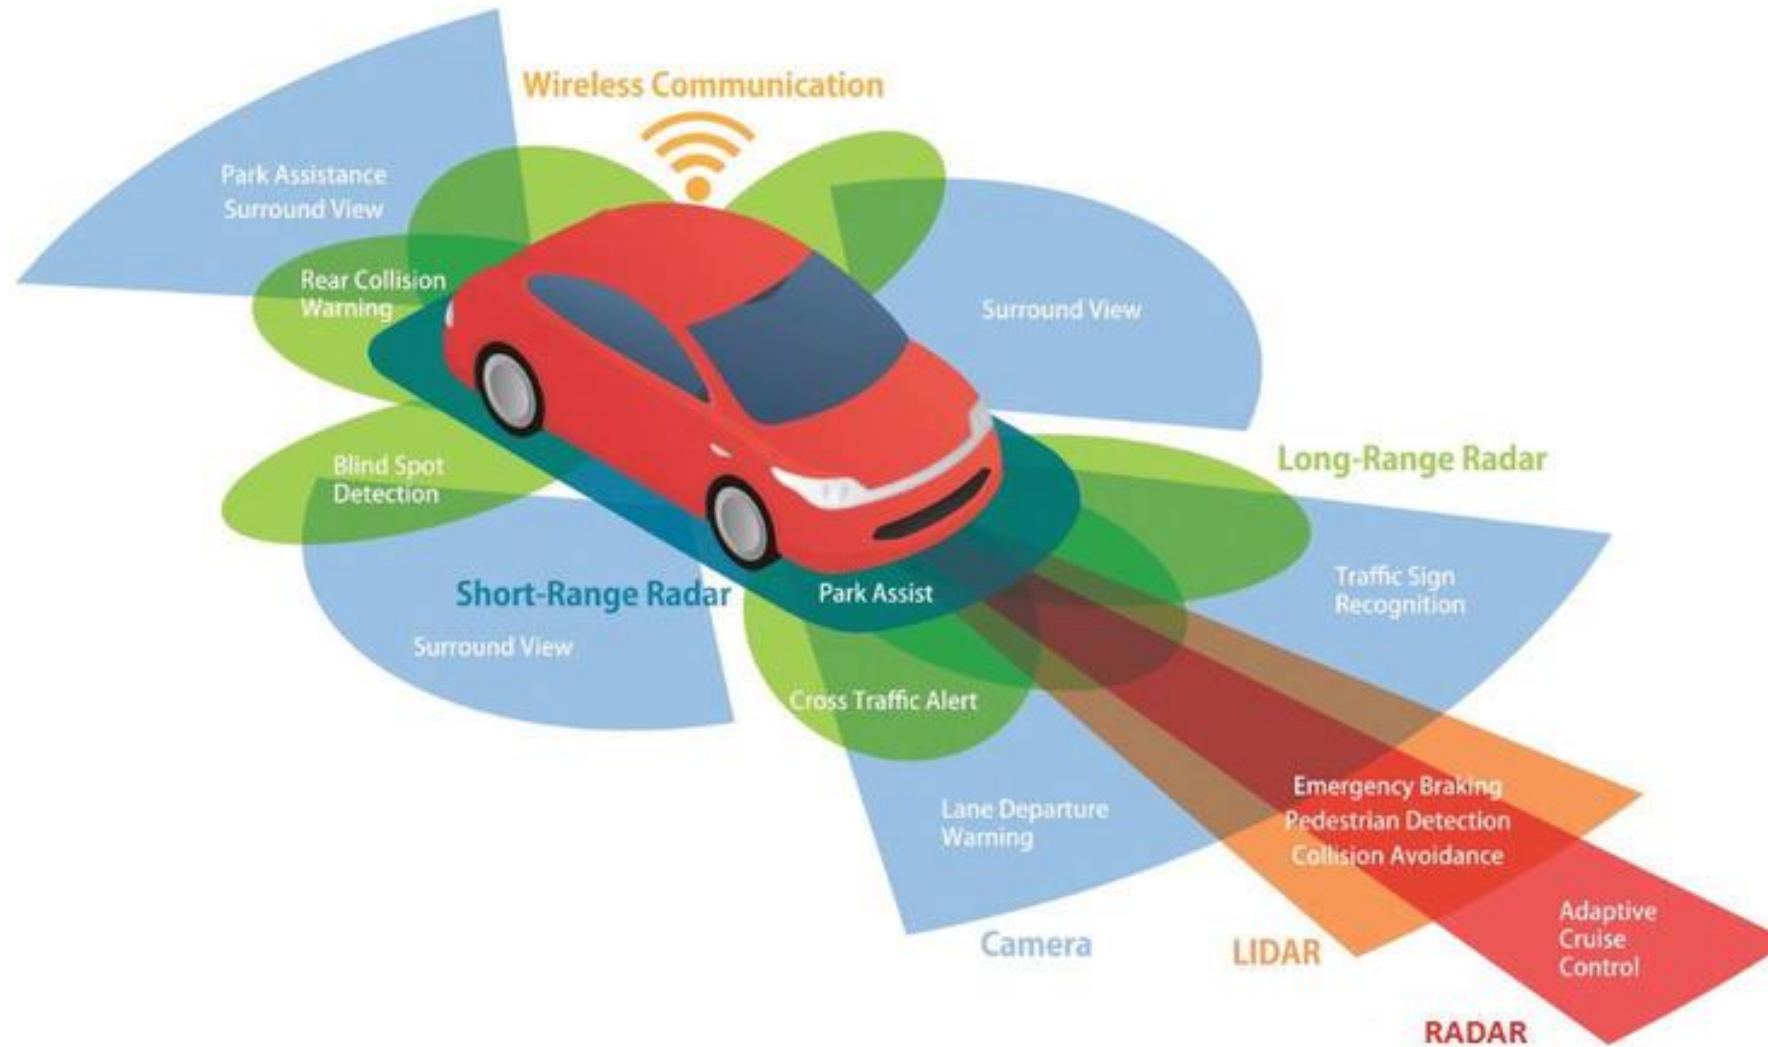 Wireless Communication
Park Assistance
Surround View
Rear Collision
Warning
Surround View
Blind Spot
Detection
Long-Range Radar
Traffic Sign
Recognition
Short-Range Radar
Park Assist
Surround View
Cross Traffic Alert
Lane Departure
Warning
Emergency Braking
Pedestrian Detection
Collision Avoidance
Adaptive
Cruise
Control
Camera
LIDAR
RADAR